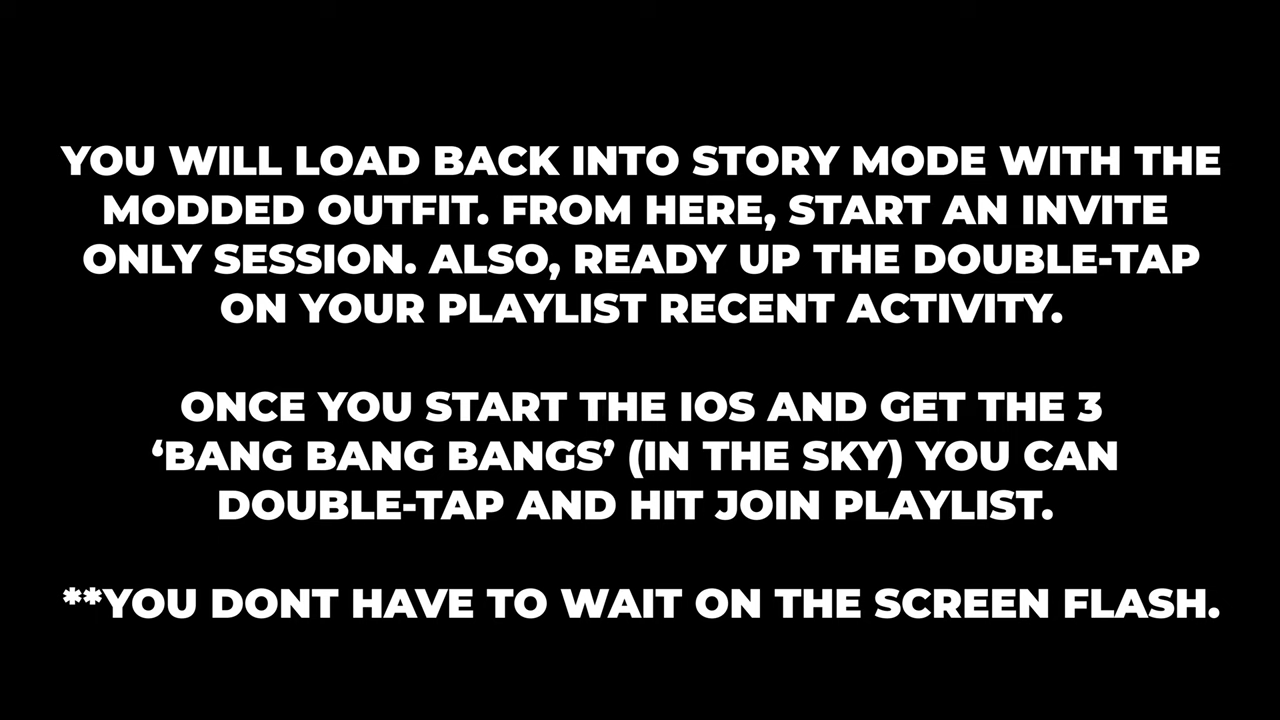 YOU WILL LOAD BACK INTO STORY MODE WITH THE
MODDED OUTFIT. FROM HERE, START AN INVITE
ONLY SESSION. ALSO, READY UP THE DOUBLE-TAP
ON YOUR PLAYLIST RECENT ACTIVITY.
ONCE YOU START THE IOS AND GET THE 3
‘BANG BANG BANGS’ (IN THE SKY) YOU CAN
DOUBLE-TAP AND HIT JOIN PLAYLIST.
**YOU DONT HAVE TO WAIT ON THE SCREEN FLASH.